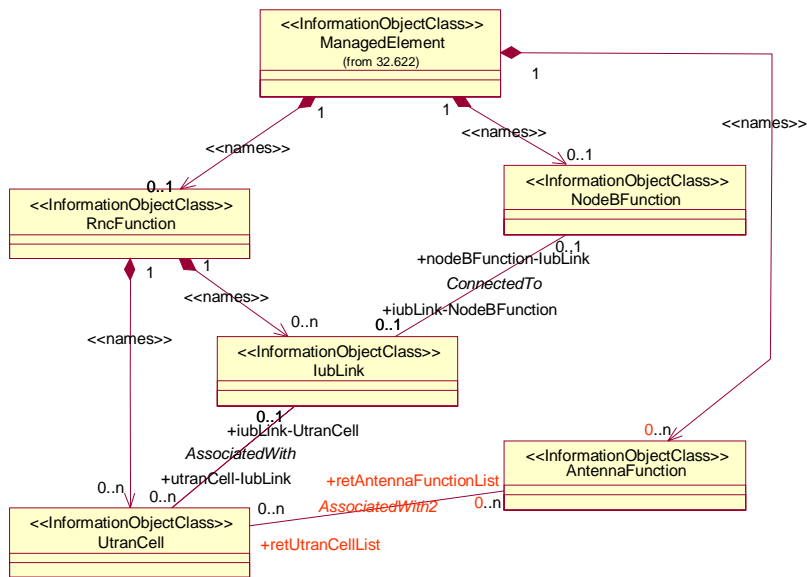 <<InformationObjectClass>>
ManagedElement
(from 32.622)
1
1
1
<<names>>
<<names>>
<<names>>
0..1
0..1
<<InformationObjectClass>>
RncFunction
<<InformationObjectClass>>
NodeBFunction
1
1
0..1
+nodeBFunction-IubLink
ConnectedTo
+iubLink-NodeBFunction
<<names>>
<<names>>
0..n
0..1
<<InformationObjectClass>>
IubLink
0..1
+iubLink-UtranCell
AssociatedWith
+utranCell-IubLink
0..n
0..n
0..n
<<InformationObjectClass>>
AntennaFunction
+retAntennaFunctionList
0..n
AssociatedWith2
0..n
+retUtranCellList
<<InformationObjectClass>>
UtranCell